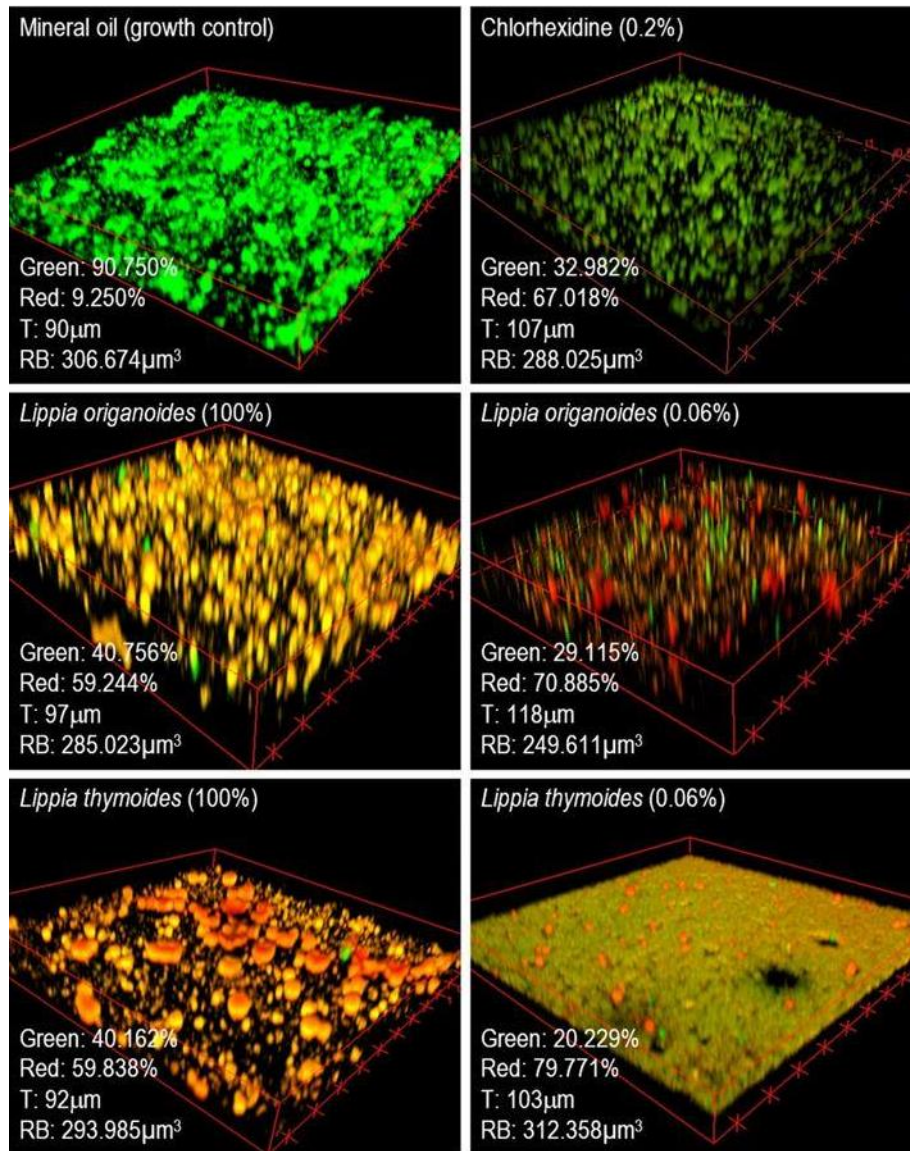 Mineral oil (growth control)
Green: 90.750%
Red: 9.250%
T: 90µm
RB: 306.674µm³
Chlorhexidine (0.2%)
Green: 32.982%
Red: 67.018%
T: 107µm
RB: 288.025µm³
Lippia origanoides (100%)
Green: 40.756%
Red: 59.244%
T: 97µm
RB: 285.023µm³
Lippia origanoides (0.06%)
Green: 29.115%
Red: 70.885%
T: 118µm
RB: 249.611µm³
Lippia thymoides (100%)
Green: 40.162%
Red: 59.838%
T: 92µm
RB: 293.985µm³
Lippia thymoides (0.06%)
Green: 20.229%
Red: 79.771%
T: 103µm
RB: 312.358µm³